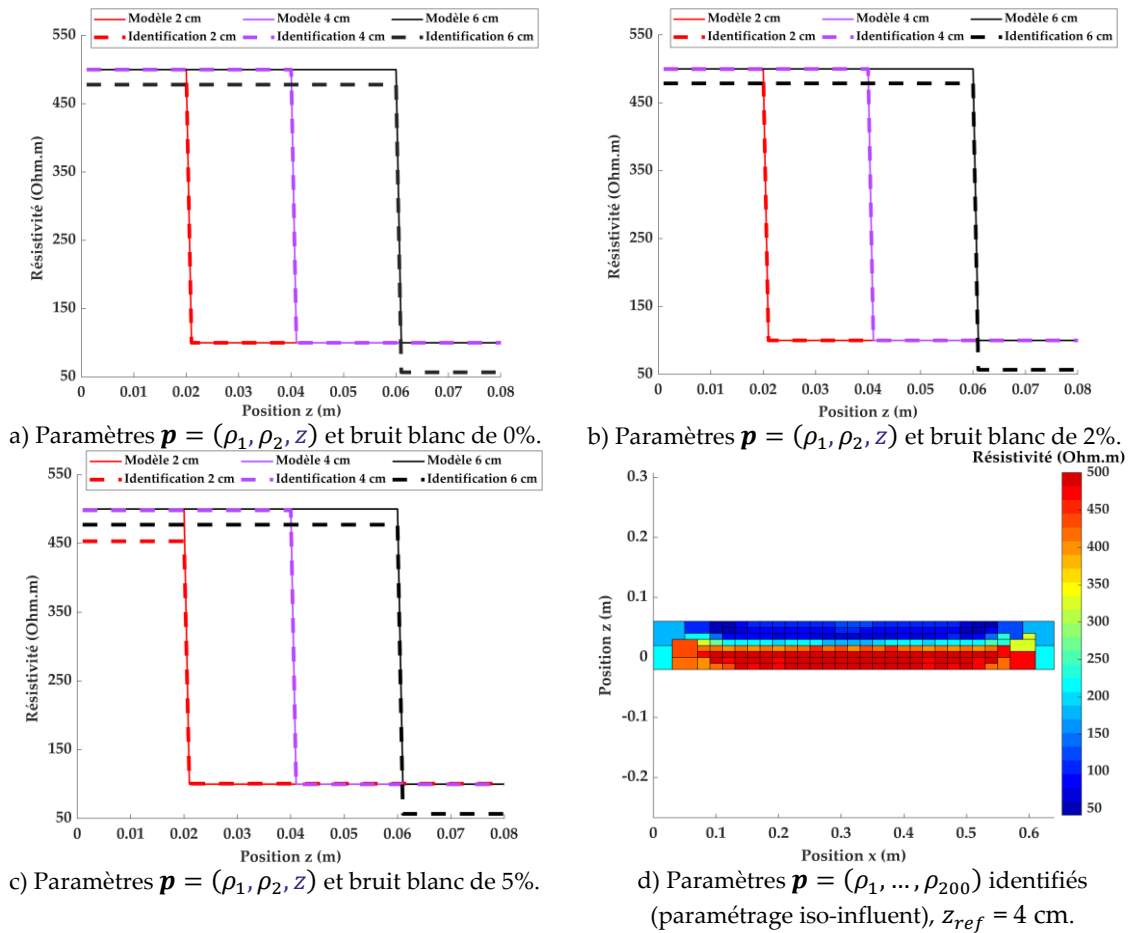 Modèle 2 cm Modèle 4 cm Modèle 6 cm
Identification 2 cm Identification 4 cm Identification 6 cm
550
450
350
250
150
50
Résistivité (Ohm.m)
0 0.01 0.02 0.03 0.04 0.05 0.06 0.07 0.08
Position z (m)
a) Paramètres 𝒑 = (ρ₁, ρ₂, z) et bruit blanc de 0%.
Modèle 2 cm Modèle 4 cm Modèle 6 cm
Identification 2 cm Identification 4 cm Identification 6 cm
550
450
350
250
150
50
Résistivité (Ohm.m)
0 0.01 0.02 0.03 0.04 0.05 0.06 0.07 0.08
Position z (m)
b) Paramètres 𝒑 = (ρ₁, ρ₂, z) et bruit blanc de 2%.
Modèle 2 cm Modèle 4 cm Modèle 6 cm
Identification 2 cm Identification 4 cm Identification 6 cm
550
450
350
250
150
50
Résistivité (Ohm.m)
0 0.01 0.02 0.03 0.04 0.05 0.06 0.07 0.08
Position z (m)
c) Paramètres 𝒑 = (ρ₁, ρ₂, z) et bruit blanc de 5%.
Résistivité (Ohm.m)
0.3
0.2
0.1
0
-0.1
-0.2
Position z (m)
0 0.1 0.2 0.3 0.4 0.5 0.6
Position x (m)
500
450
400
350
300
250
200
150
100
50
d) Paramètres 𝒑 = (ρ₁, … , ρ₂₀₀) identifiés
(paramétrage iso-influent), z_ref = 4 cm.